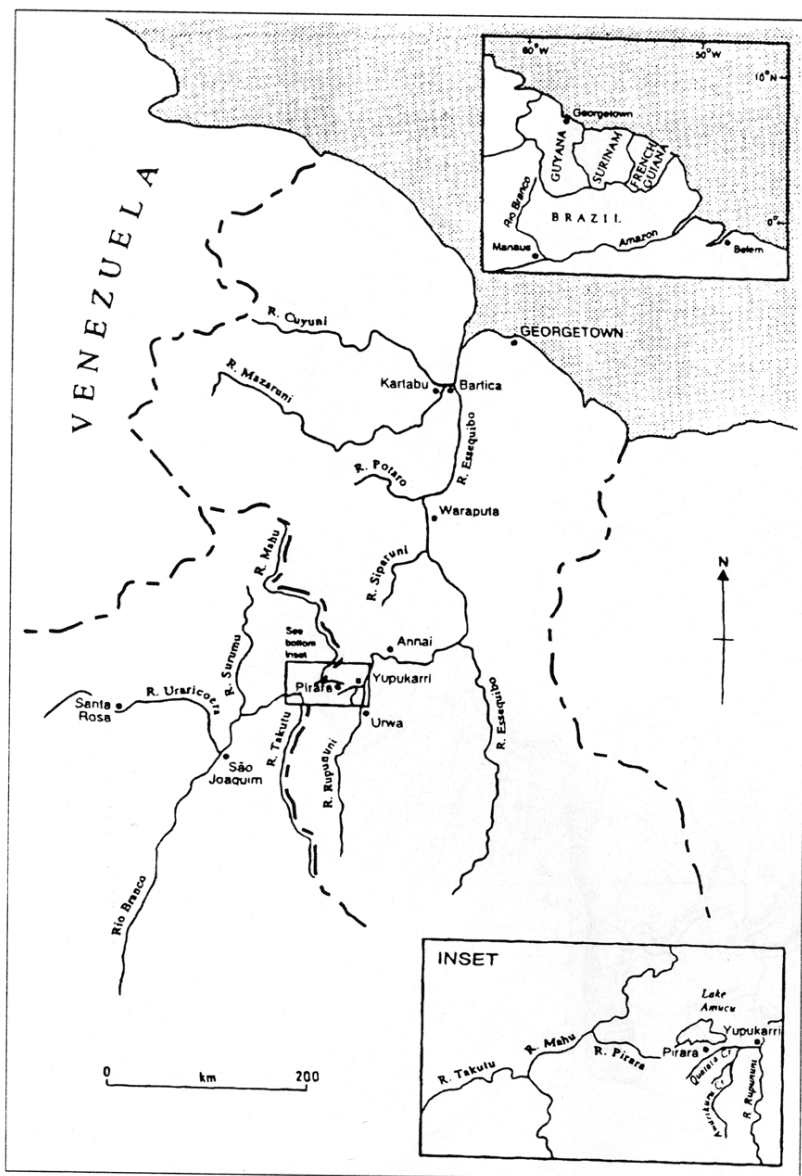 60°W
50°W
10°N
Georgetown
GUYANA
SURINAM
FRENCH
GUIANA
Rio Branco
BRAZIL
0°
Manaus
Amazon
Belem
VENEZUELA
R. Cuyuni
GEORGETOWN
Kartabu
Bartica
R. Mazaruni
R. Essequibo
R. Potaro
Waraputa
R. Mahu
R. Siparuni
N
See
bottom
inset
Annai
R. Surumu
Pirara
Yupukarri
Santa
Rosa
R. Uraricoera
Urwa
R. Essequibo
R. Takutu
R. Rupununi
São
Joaquim
Rio Branco
INSET
Lake
Amucu
Yupukarri
R. Mahu
Pirara
R. Pirara
Quatata Cr
R. Takutu
R. Rupununi
0
200
km